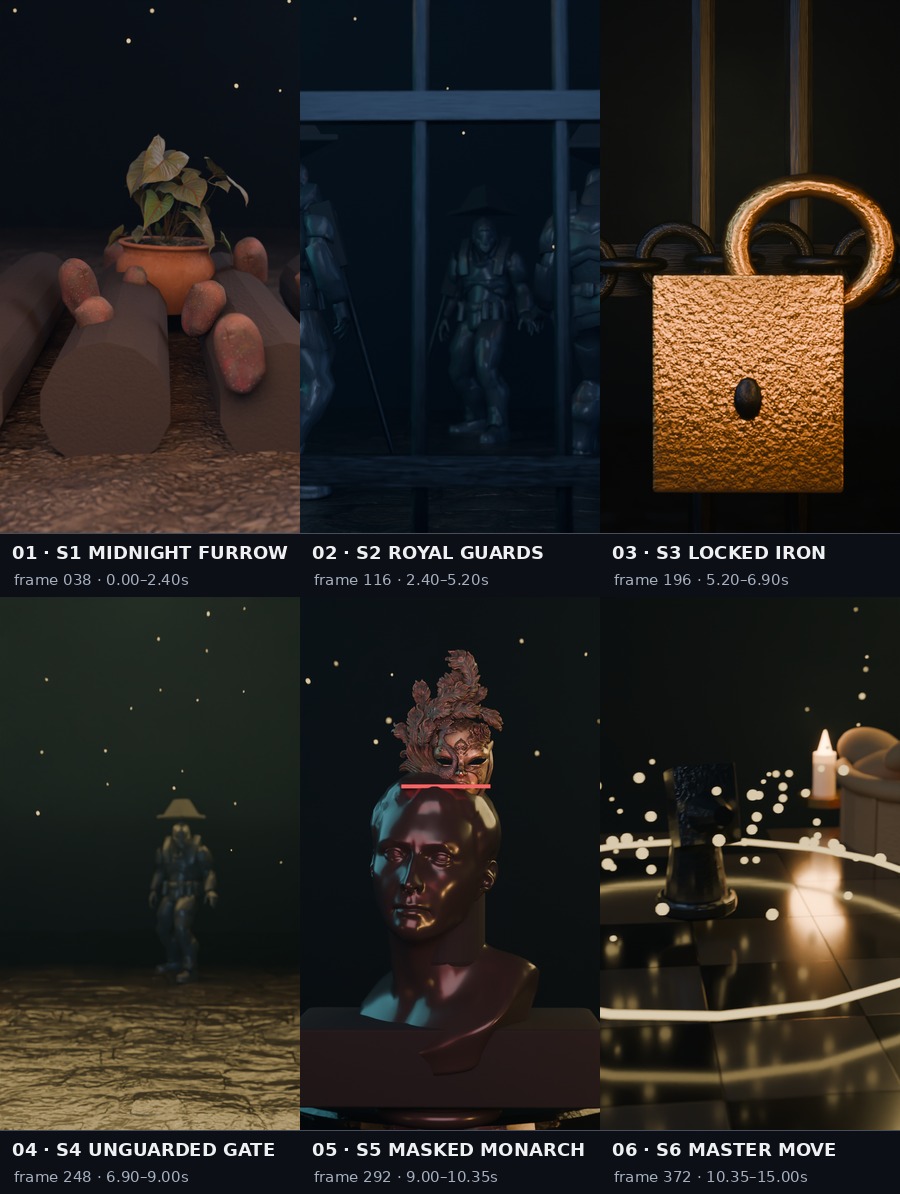 01 · S1 MIDNIGHT FURROW
frame 038 · 0.00–2.40s
02 · S2 ROYAL GUARDS
frame 116 · 2.40–5.20s
03 · S3 LOCKED IRON
frame 196 · 5.20–6.90s
04 · S4 UNGUARDED GATE
frame 248 · 6.90–9.00s
05 · S5 MASKED MONARCH
frame 292 · 9.00–10.35s
06 · S6 MASTER MOVE
frame 372 · 10.35–15.00s